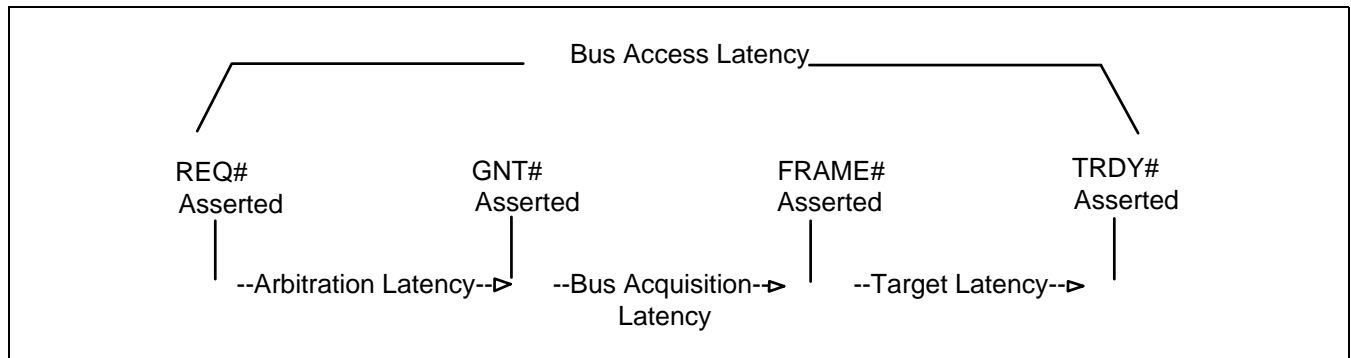 Bus Access Latency
REQ#
Asserted
GNT#
Asserted
FRAME#
Asserted
TRDY#
Asserted
--Arbitration Latency--
--Bus Acquisition--
Latency
--Target Latency--